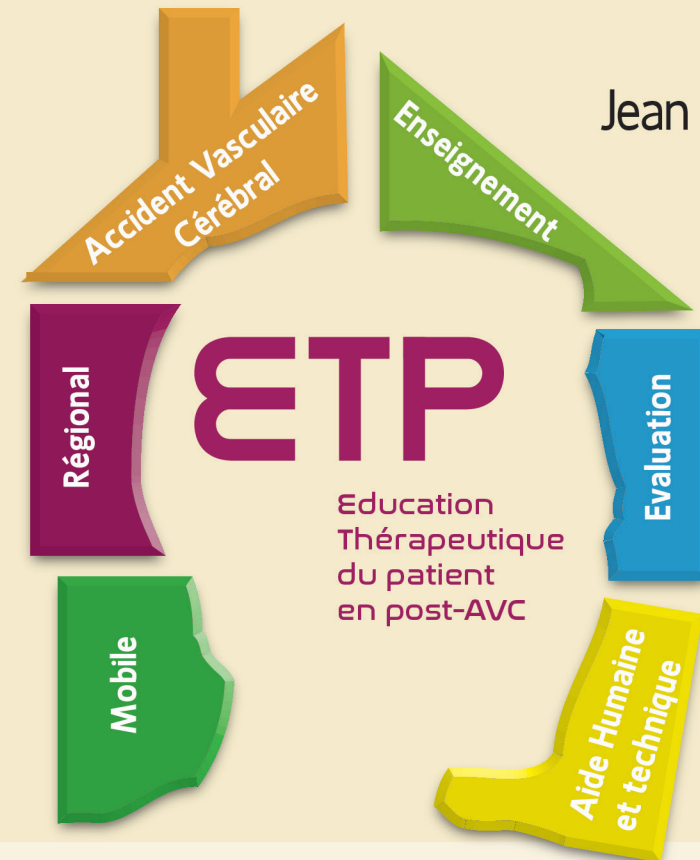 Accident Vasculaire
Cérébral
Enseignement
Jean
Régional
ETP
Evaluation
Education
Thérapeutique
du patient
en post-AVC
Mobile
Aide Humaine
et technique